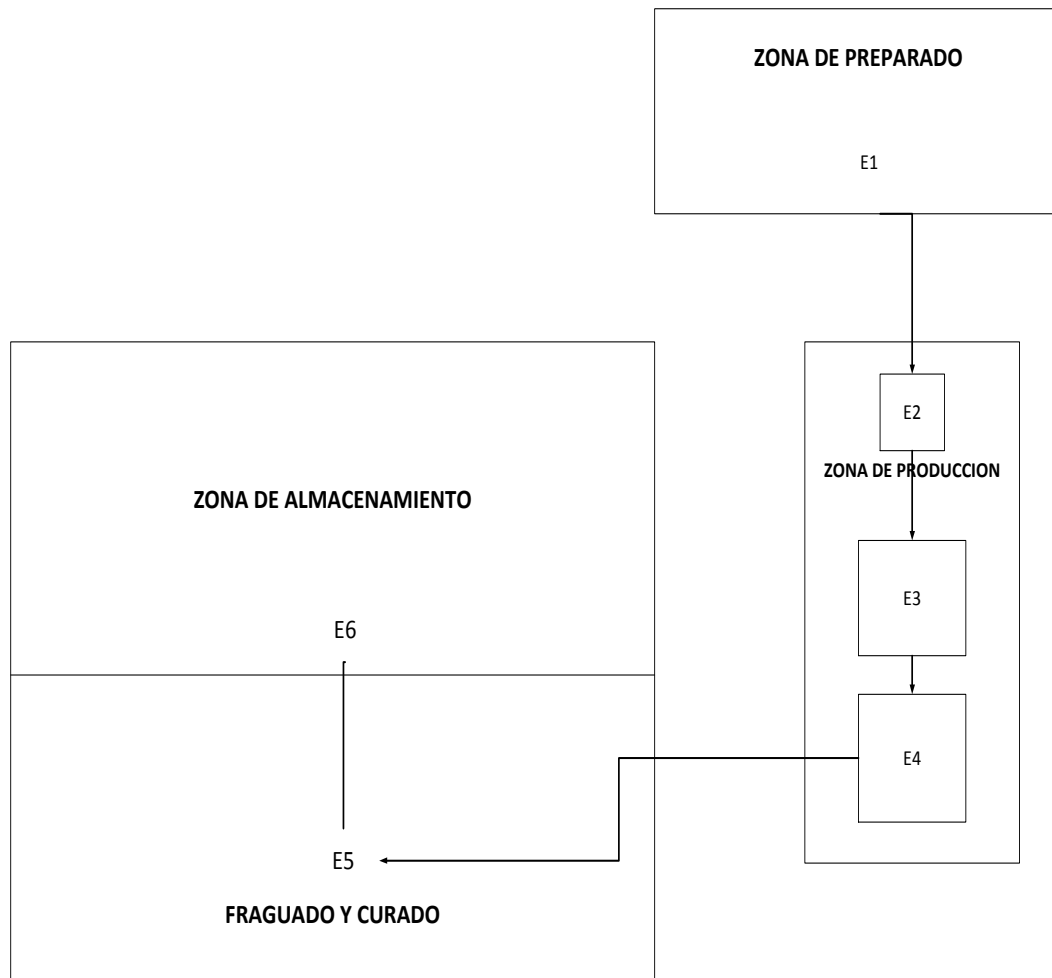 ZONA DE PREPARADO
E1
E2
ZONA DE PRODUCCION
E3
E4
ZONA DE ALMACENAMIENTO
E6
E5
FRAGUADO Y CURADO